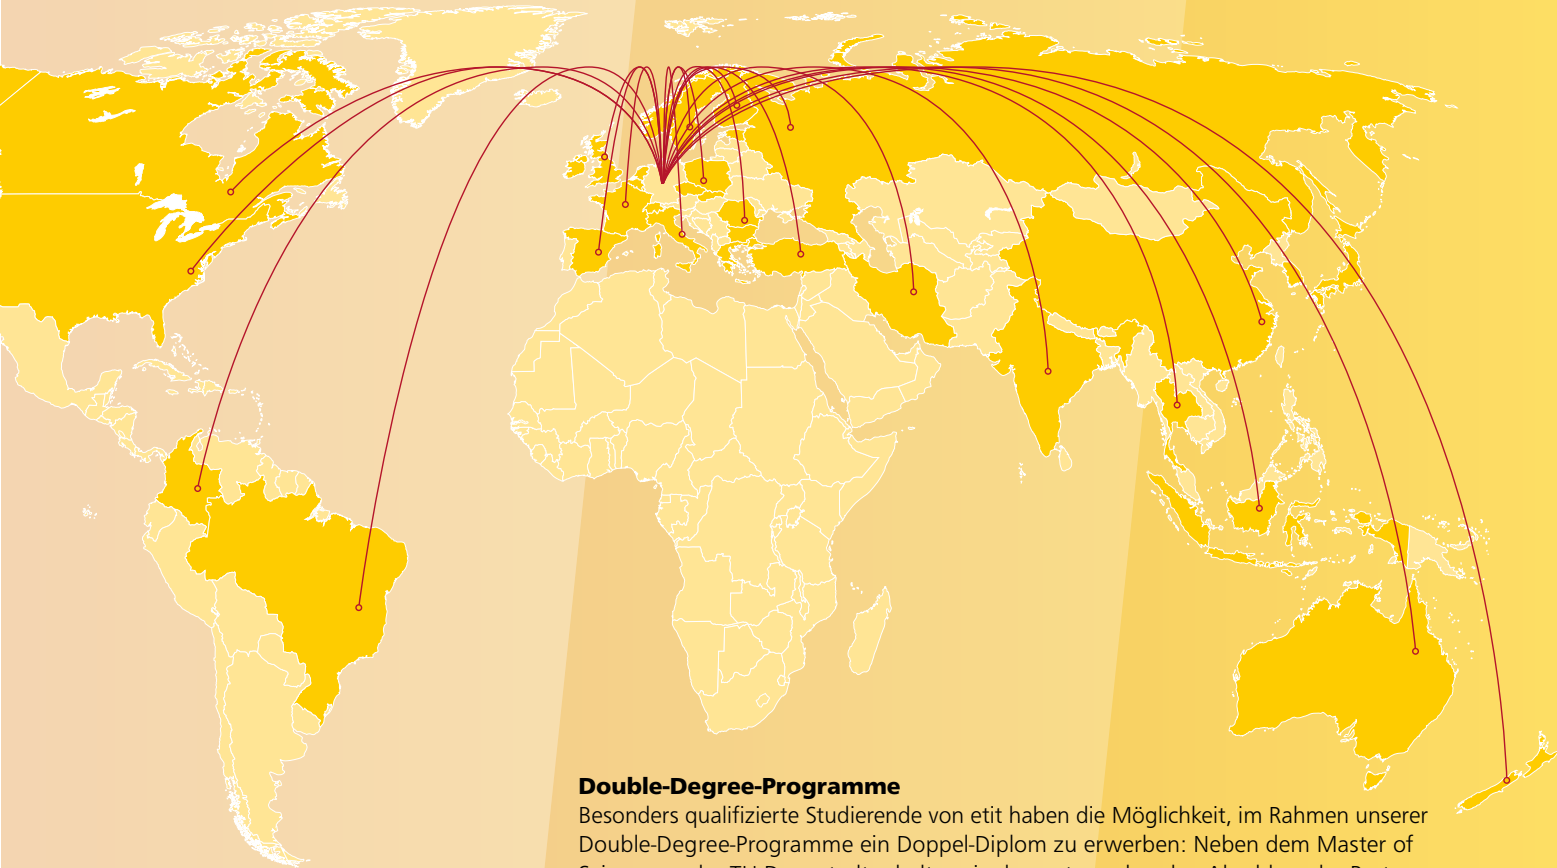 Double-Degree-Programme
Besonders qualifizierte Studierende von etit haben die Möglichkeit, im Rahmen unserer
Double-Degree-Programme ein Doppel-Diplom zu erwerben: Neben dem Master of